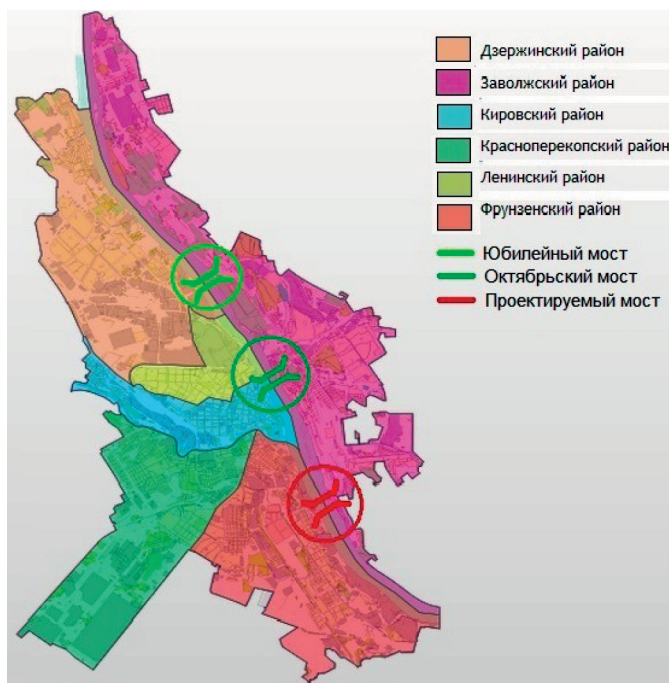 Дзержинский район
Заволжский район
Кировский район
Красноперекопский район
Ленинский район
Фрунзенский район
Юбилейный мост
Октябрьский мост
Проектируемый мост